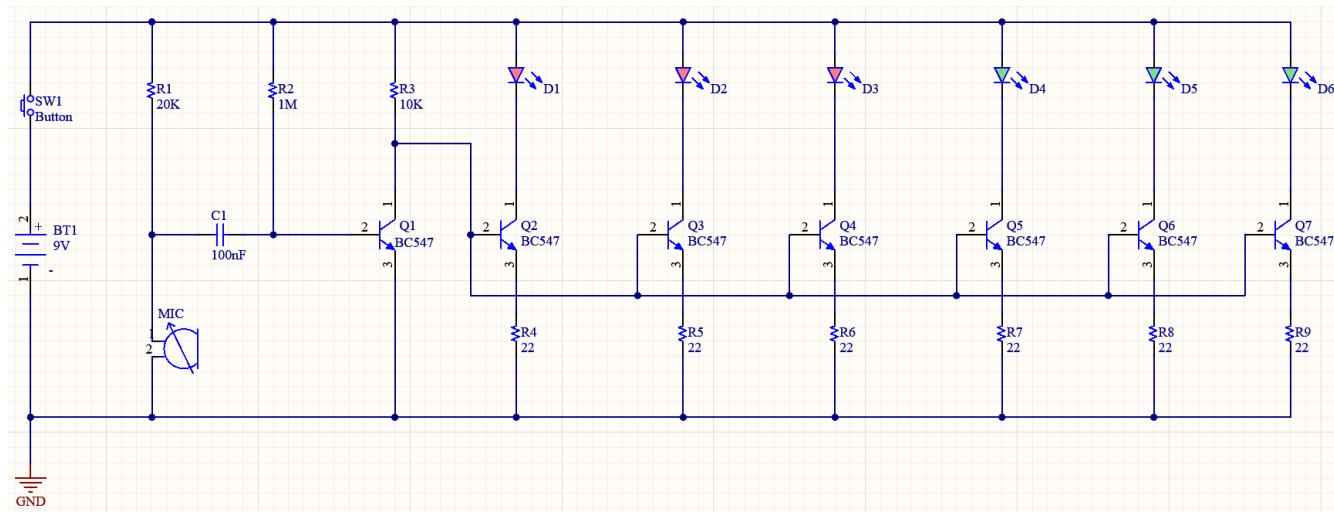 R1
20K
R2
1M
R3
10K
D1
D2
D3
D4
D5
D6
SW1
Button
2
+
BT1
9V
-
1
C1
100nF
2
1
Q1
BC547
3
2
1
Q2
BC547
3
2
1
Q3
BC547
3
2
1
Q4
BC547
3
2
1
Q5
BC547
3
2
1
Q6
BC547
3
2
1
Q7
BC547
3
MIC
1
2
R4
22
R5
22
R6
22
R7
22
R8
22
R9
22
GND